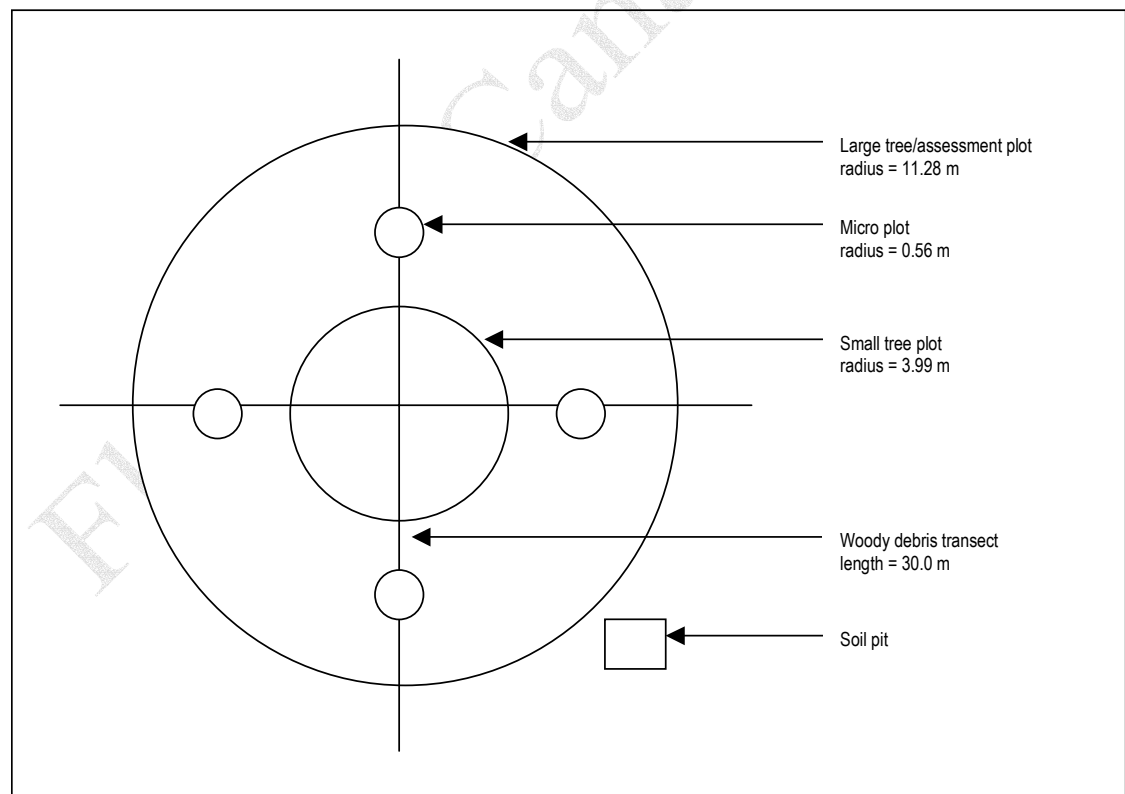 Large tree/assessment plot
radius = 11.28 m
Micro plot
radius = 0.56 m
Small tree plot
radius = 3.99 m
Woody debris transect
length = 30.0 m
Soil pit